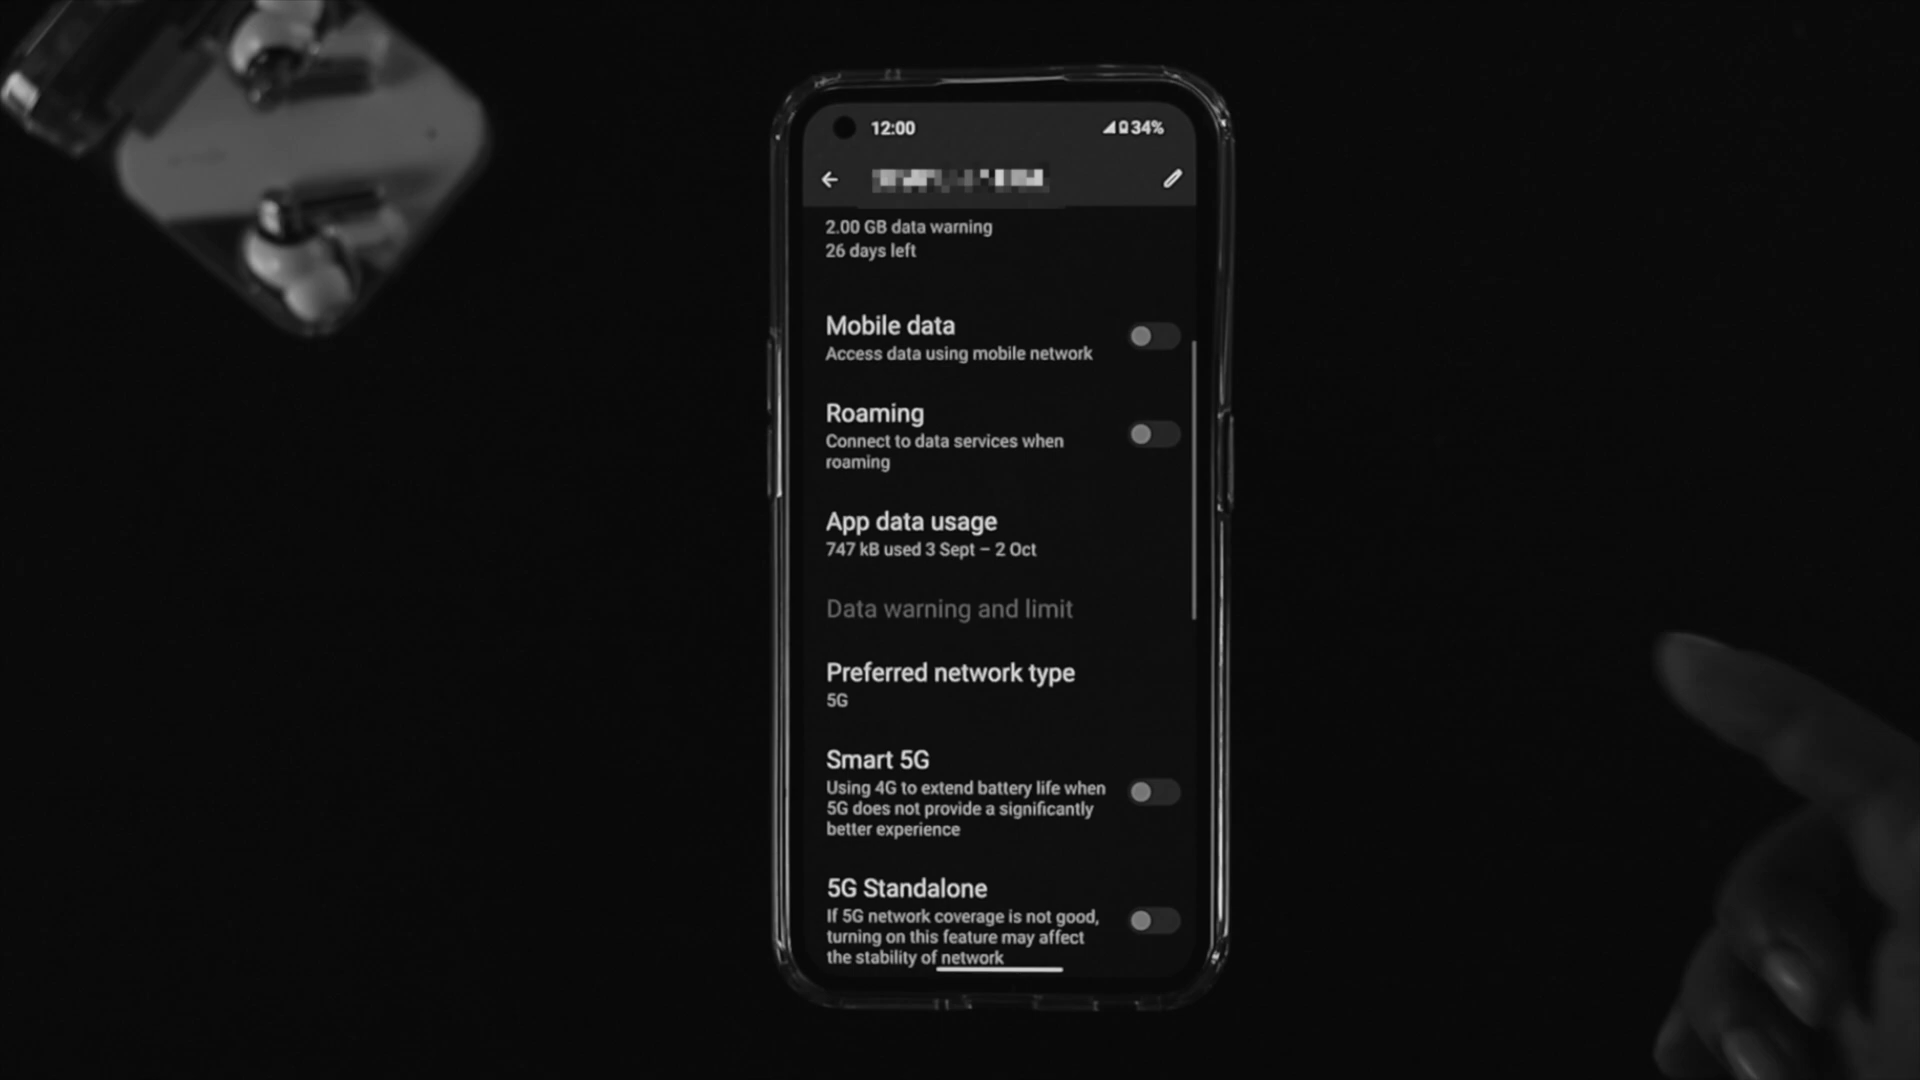 12:00
34%
2.00 GB data warning
26 days left
Mobile data
Access data using mobile network
Roaming
Connect to data services when
roaming
App data usage
747 kB used 3 Sept – 2 Oct
Data warning and limit
Preferred network type
5G
Smart 5G
Using 4G to extend battery life when
5G does not provide a significantly
better experience
5G Standalone
If 5G network coverage is not good,
turning on this feature may affect
the stability of network